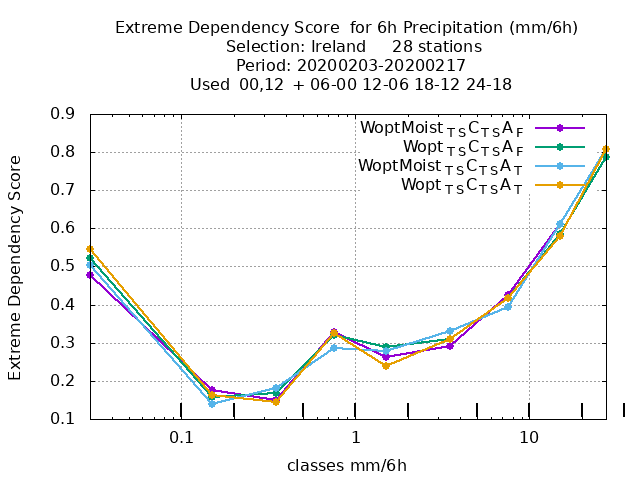 Extreme Dependency Score  for 6h Precipitation (mm/6h)
Selection: Ireland     28 stations
Period: 20200203-20200217
Used  00,12  + 06-00 12-06 18-12 24-18
WoptMoist TS C TS A F
Wopt TS C TS A F
WoptMoist TS C TS A T
Wopt TS C TS A T
Extreme Dependency Score
0.9
0.8
0.7
0.6
0.5
0.4
0.3
0.2
0.1
0.1 1 10
classes mm/6h